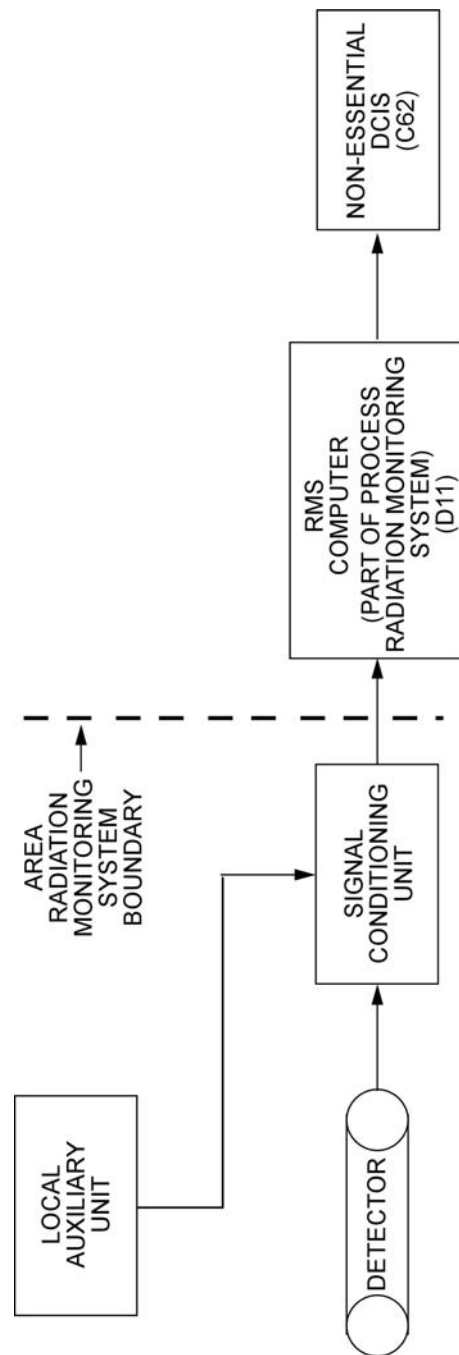 LOCAL
AUXILIARY
UNIT
AREA
RADIATION
MONITORING
SYSTEM
BOUNDARY
DETECTOR
SIGNAL
CONDITIONING
UNIT
RMS
COMPUTER
(PART OF PROCESS
RADIATION MONITORING
SYSTEM)
(D11)
NON-ESSENTIAL
DCIS
(C62)